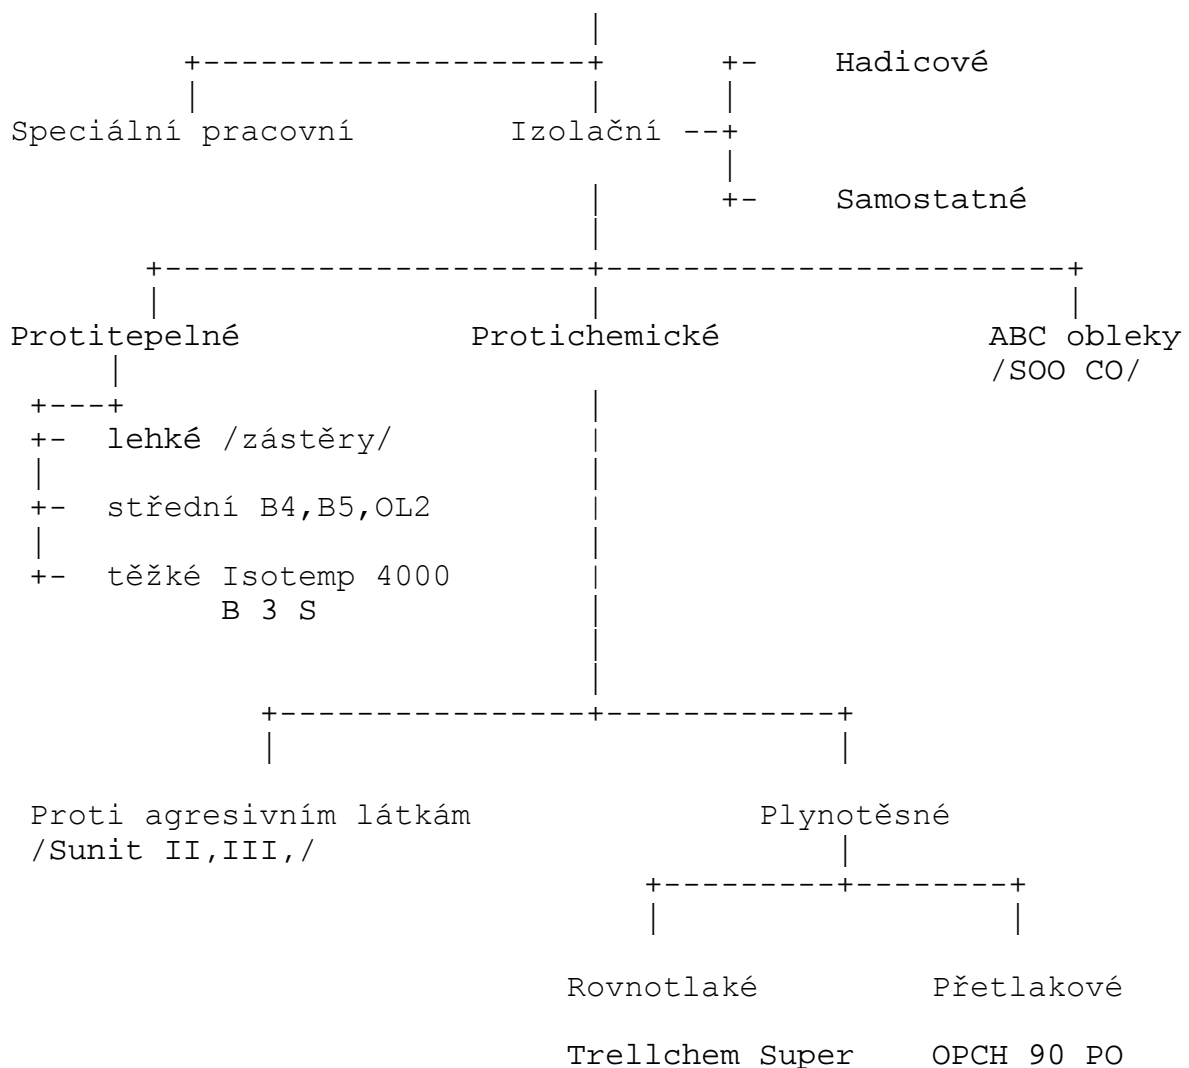 Hadicové
Speciální pracovní Izolační
Samostatné
Protitepelné Protichemické ABC obleky
/SOO CO/
lehké /zástěry/
střední B4,B5,OL2
těžké Isotemp 4000
B 3 S
Proti agresivním látkám Plynotěsné
/Sunit II,III,/
Rovnotlaké Přetlakové
Trellchem Super OPCH 90 PO